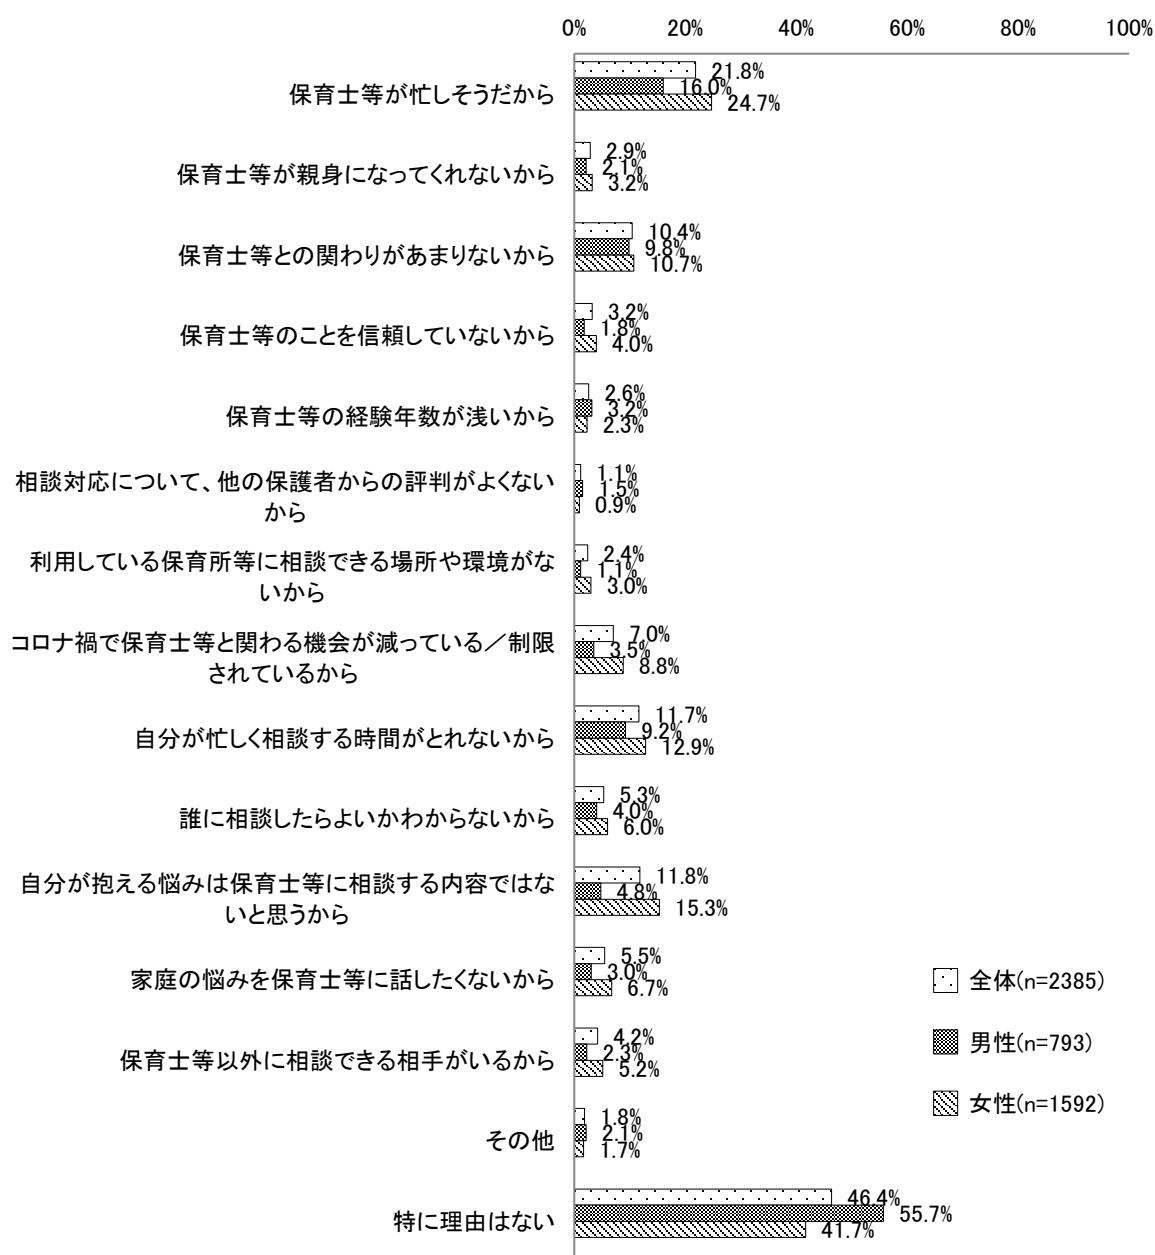 0% 20% 40% 60% 80% 100%
保育士等が忙しそうだから
21.8%
16.0%
24.7%
保育士等が親身になってくれないから
2.9%
2.1%
3.2%
保育士等との関わりがあまりないから
10.4%
9.8%
10.7%
保育士等のことを信頼していないから
3.2%
1.8%
4.0%
保育士等の経験年数が浅いから
2.6%
3.2%
2.3%
相談対応について、他の保護者からの評判がよくない
から
1.1%
1.5%
0.9%
利用している保育所等に相談できる場所や環境がな
いから
2.4%
1.1%
3.0%
コロナ禍で保育士等と関わる機会が減っている／制限
されているから
7.0%
3.5%
8.8%
自分が忙しく相談する時間がとれないから
11.7%
9.2%
12.9%
誰に相談したらよいかわからないから
5.3%
4.0%
6.0%
自分が抱える悩みは保育士等に相談する内容ではな
いと思うから
11.8%
4.8%
15.3%
家庭の悩みを保育士等に話したくないから
5.5%
3.0%
6.7%
保育士等以外に相談できる相手がいるから
4.2%
2.3%
5.2%
その他
1.8%
2.1%
1.7%
特に理由はない
46.4%
55.7%
41.7%
全体(n=2385)
男性(n=793)
女性(n=1592)